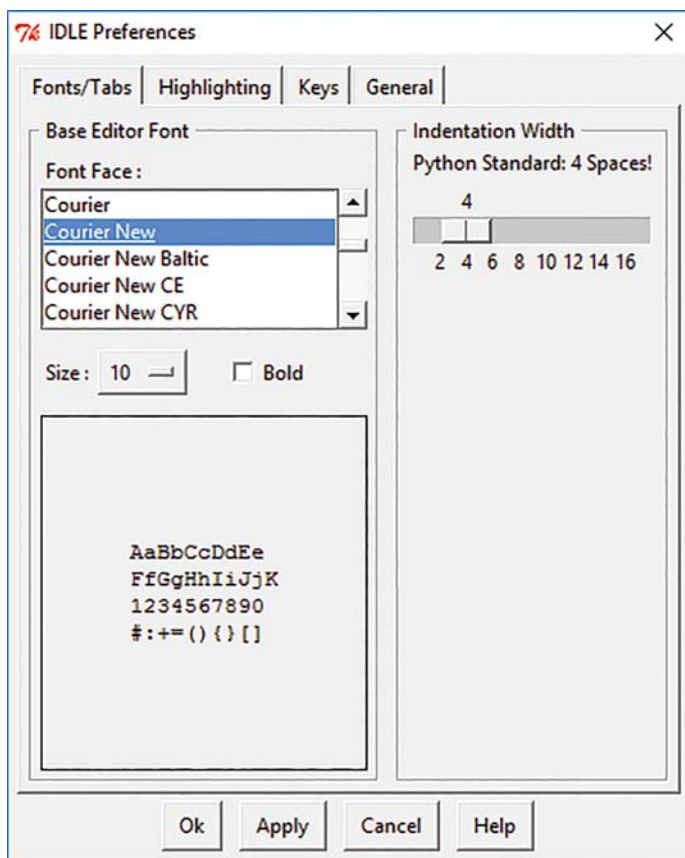 IDLE Preferences
Fonts/Tabs Highlighting Keys General
Base Editor Font
Font Face :
Courier
Courier New
Courier New Baltic
Courier New CE
Courier New CYR
Size : 10 Bold
AaBbCcDdEe
FfGgHhIiJjK
1234567890
#:+=(){}[]
Indentation Width
Python Standard: 4 Spaces!
4
2 4 6 8 10 12 14 16
Ok Apply Cancel Help